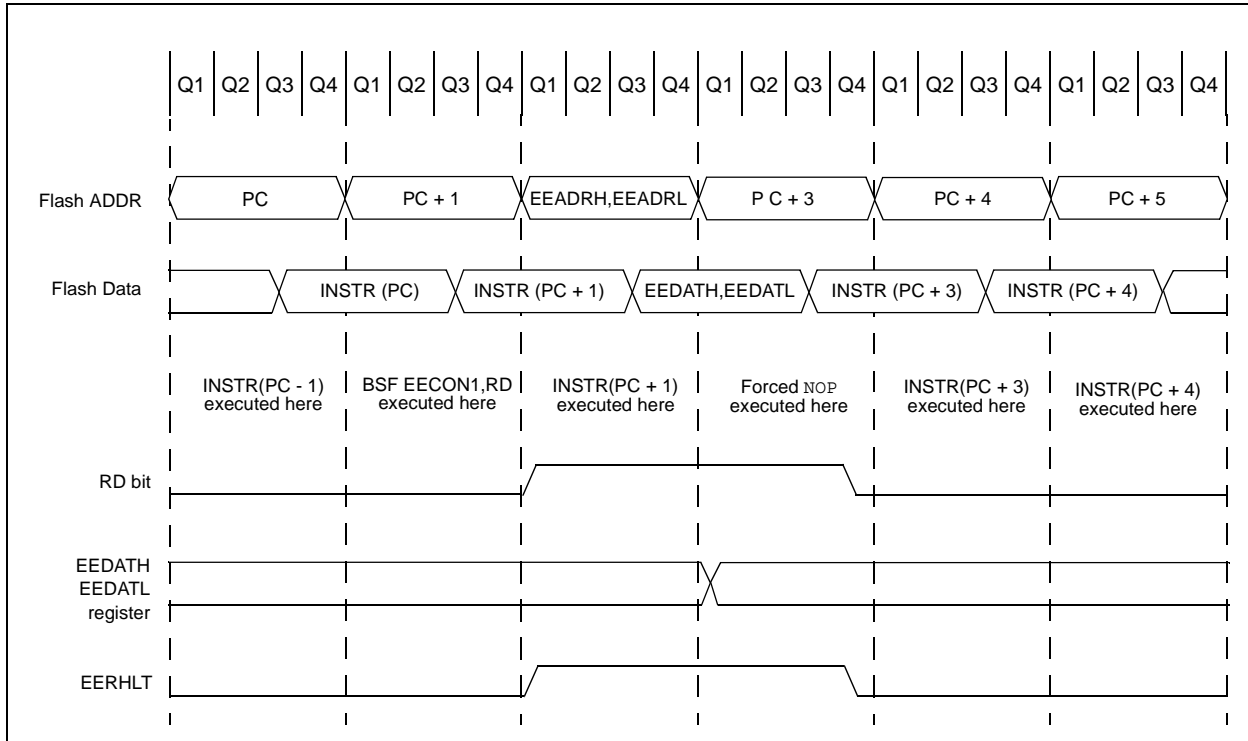 Q1 Q2 Q3 Q4 Q1 Q2 Q3 Q4 Q1 Q2 Q3 Q4 Q1 Q2 Q3 Q4 Q1 Q2 Q3 Q4 Q1 Q2 Q3 Q4
Flash ADDR PC PC + 1 EEADRH,EEADRL P C + 3 PC + 4 PC + 5
Flash Data INSTR (PC) INSTR (PC + 1) EEDATH,EEDATL INSTR (PC + 3) INSTR (PC + 4)
INSTR(PC - 1) BSF EECON1,RD INSTR(PC + 1) Forced NOP INSTR(PC + 3) INSTR(PC + 4)
executed here executed here executed here executed here executed here executed here
RD bit
EEDATH
EEDATL
register
EERHLT